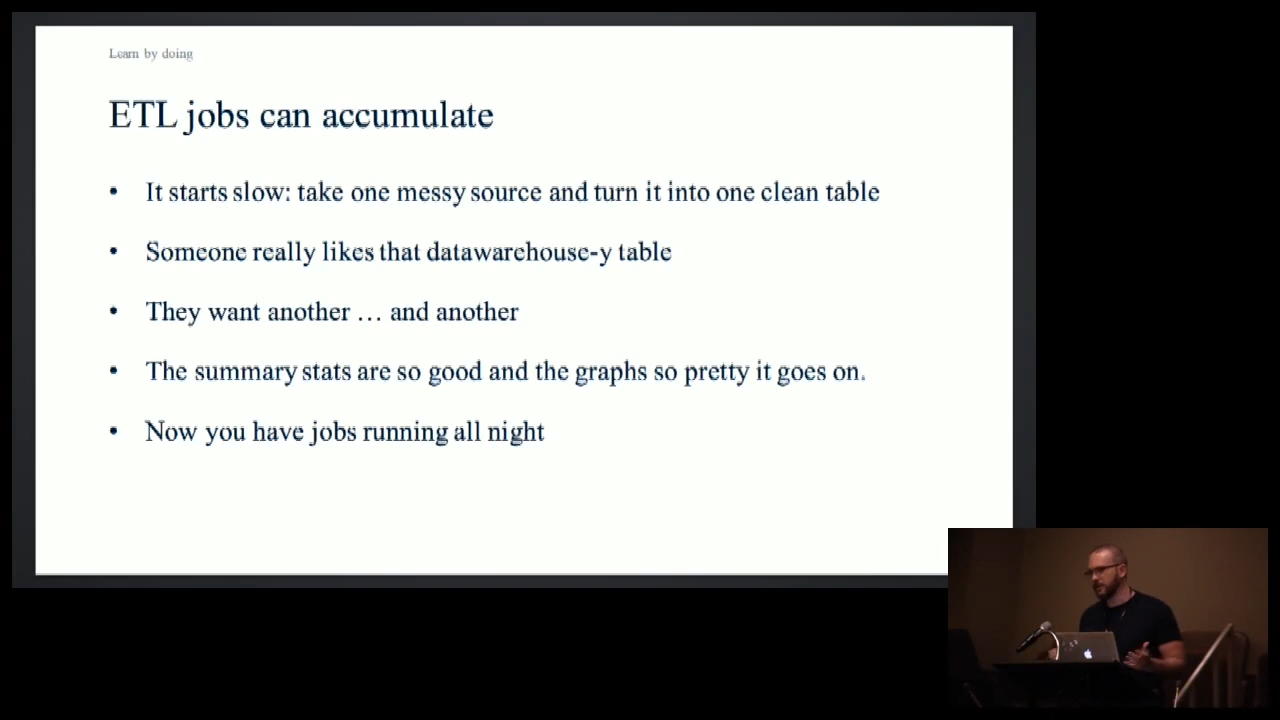 Learn by doing
ETL jobs can accumulate
• It starts slow: take one messy source and turn it into one clean table
• Someone really likes that datawarehouse-y table
• They want another … and another
• The summary stats are so good and the graphs so pretty it goes on.
• Now you have jobs running all night